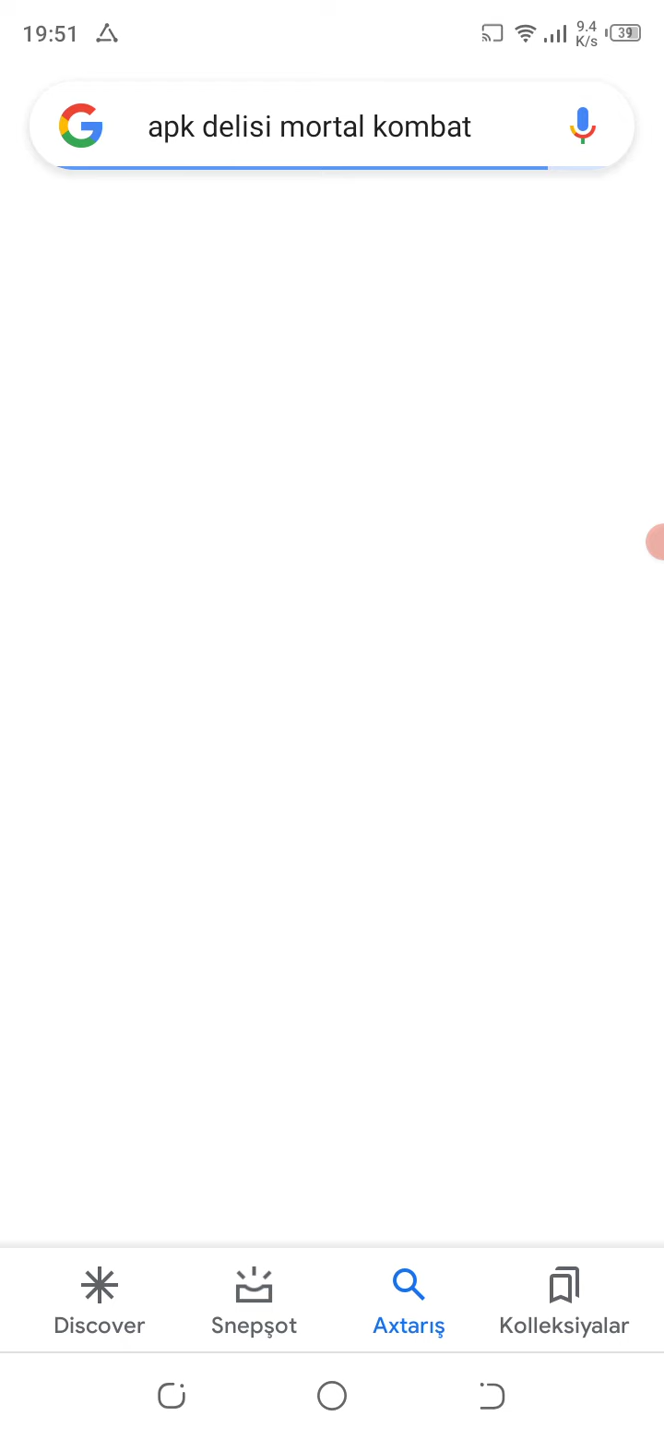 19:51
9.4
K/s
39
apk delisi mortal kombat
Discover
Snepşot
Axtarış
Kolleksiyalar